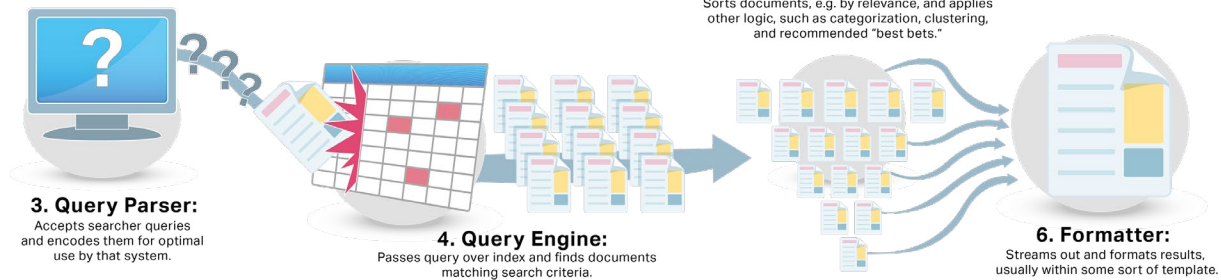 Sorts documents, e.g. by relevance, and applies
other logic, such as categorization, clustering,
and recommended “best bets.”
?
???
3. Query Parser:
Accepts searcher queries
and encodes them for optimal
use by that system.
4. Query Engine:
Passes query over index and finds documents
matching search criteria.
6. Formatter:
Streams out and formats results,
usually within some sort of template.